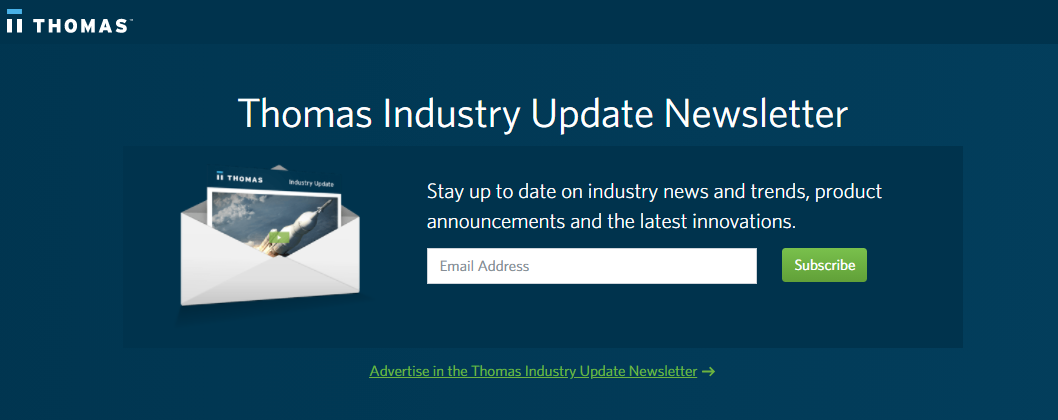 THOMAS™
Thomas Industry Update Newsletter
THOMAS
Industry Update
Stay up to date on industry news and trends, product
announcements and the latest innovations.
Email Address
Subscribe
Advertise in the Thomas Industry Update Newsletter →